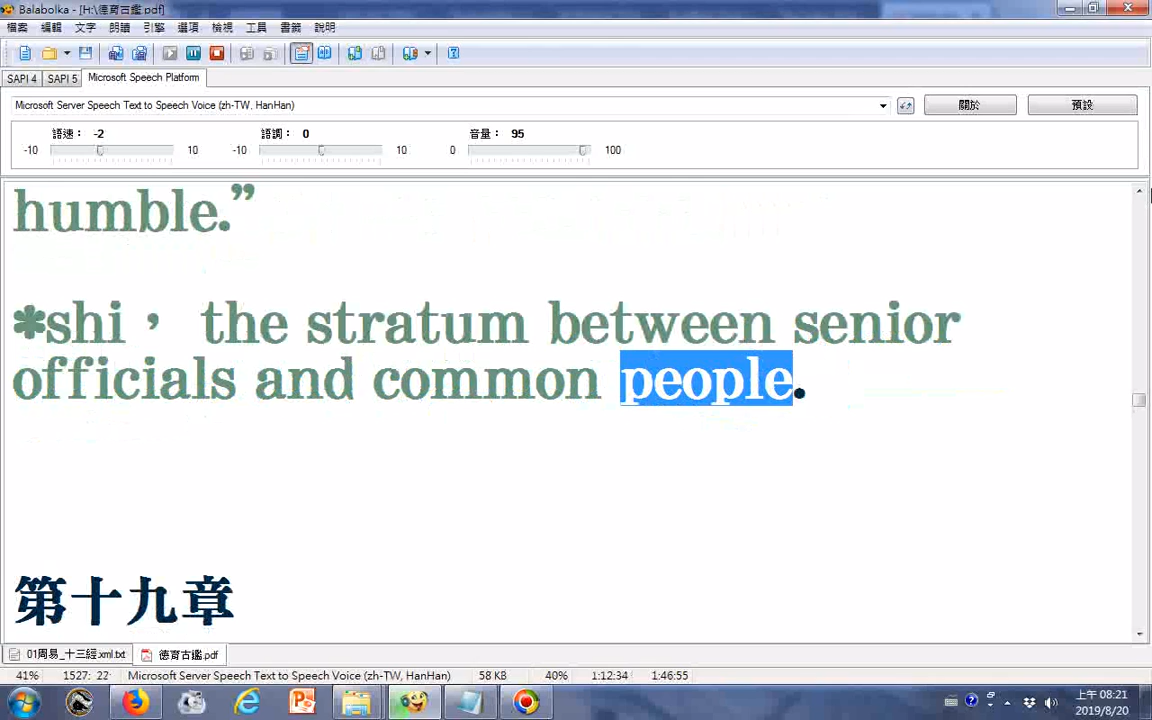 Balabolka - [H:\德育古鑑.pdf]
檔案 編輯 文字 朗讀 引擎 選項 檢視 工具 書籤 說明
SAPI 4 SAPI 5 Microsoft Speech Platform
Microsoft Server Speech Text to Speech Voice (zh-TW, HanHan) 關於 預設
語速： -2 語調： 0 音量： 95
-10 10 -10 10 0 100
humble.”
✽shi， the stratum between senior
officials and common people.
第十九章
01周易_十三經.xml.txt 德育古鑑.pdf
41% 1527: 22 Microsoft Server Speech Text to Speech Voice (zh-TW, HanHan) 58 KB 40% 1:12:34 1:46:55
上午 08:21
2019/8/20